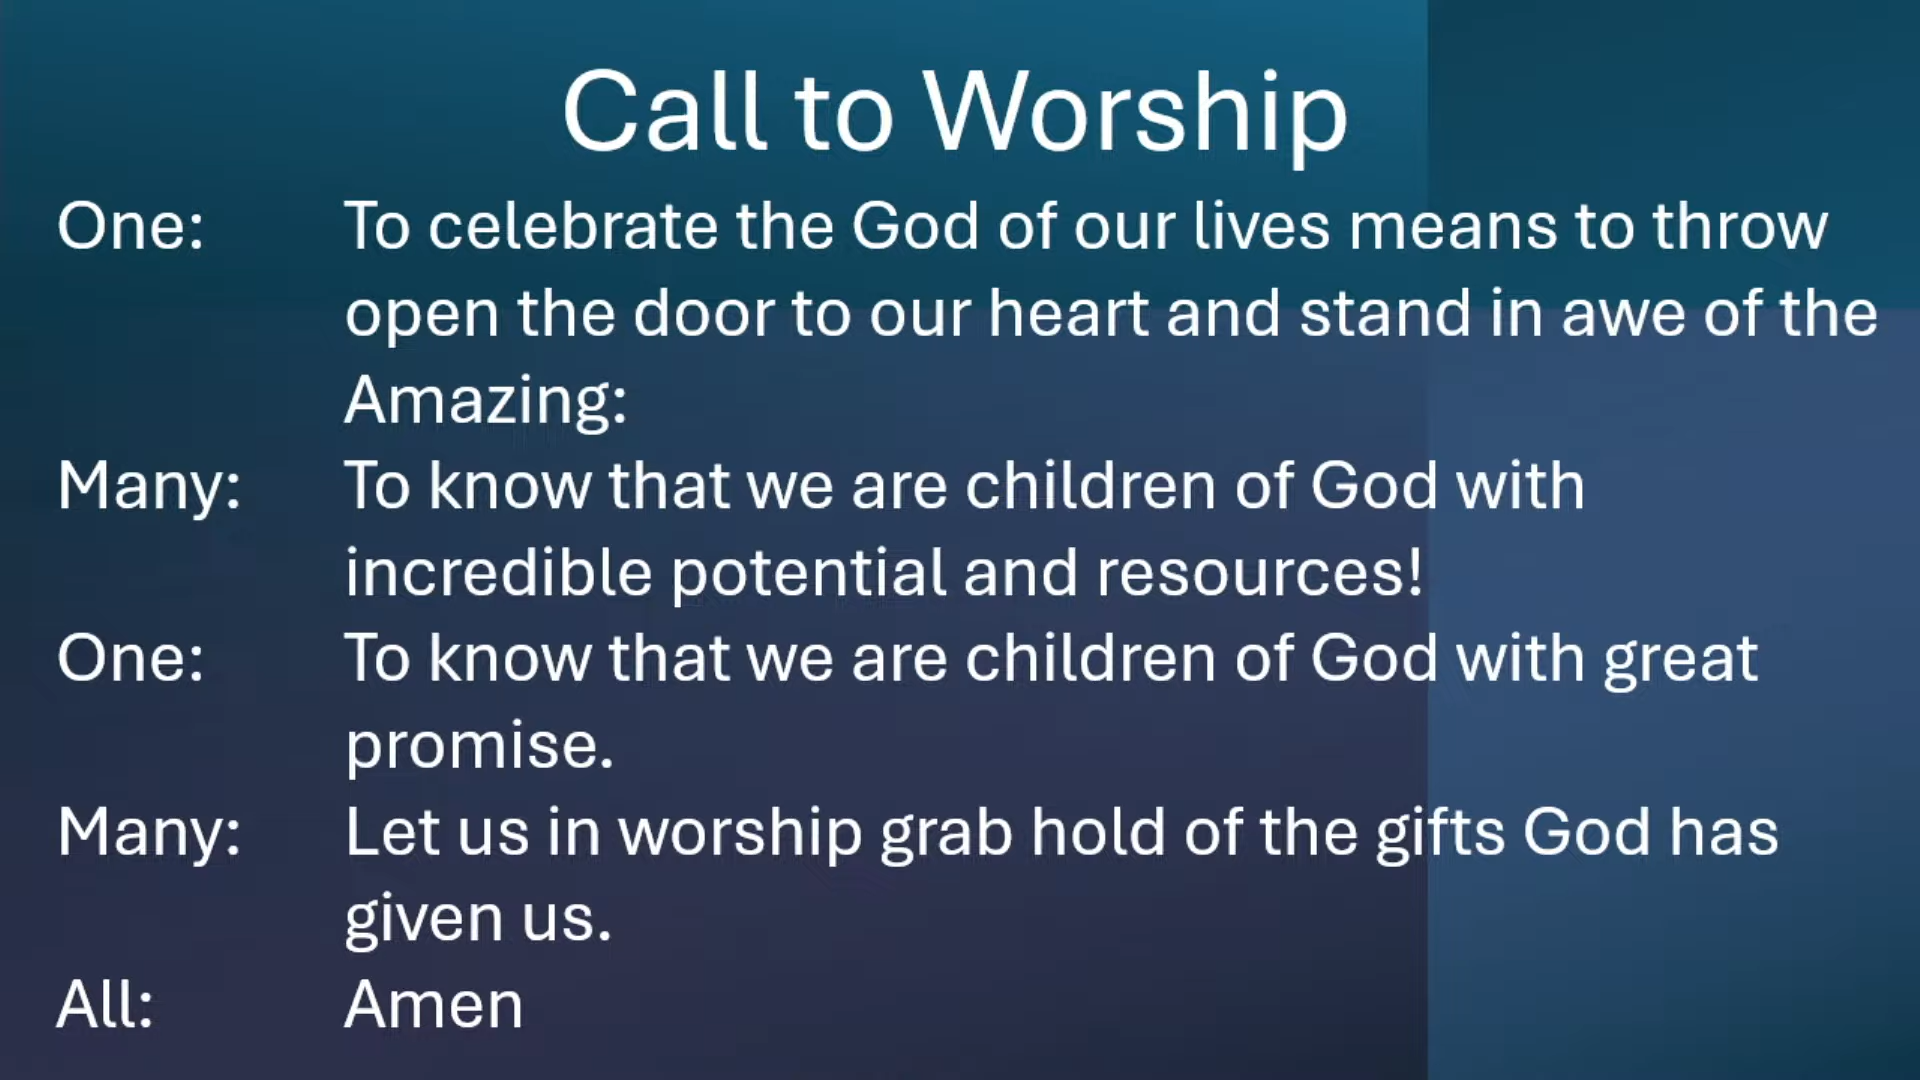 Call to Worship
One: To celebrate the God of our lives means to throw
open the door to our heart and stand in awe of the
Amazing:
Many: To know that we are children of God with
incredible potential and resources!
One: To know that we are children of God with great
promise.
Many: Let us in worship grab hold of the gifts God has
given us.
All: Amen